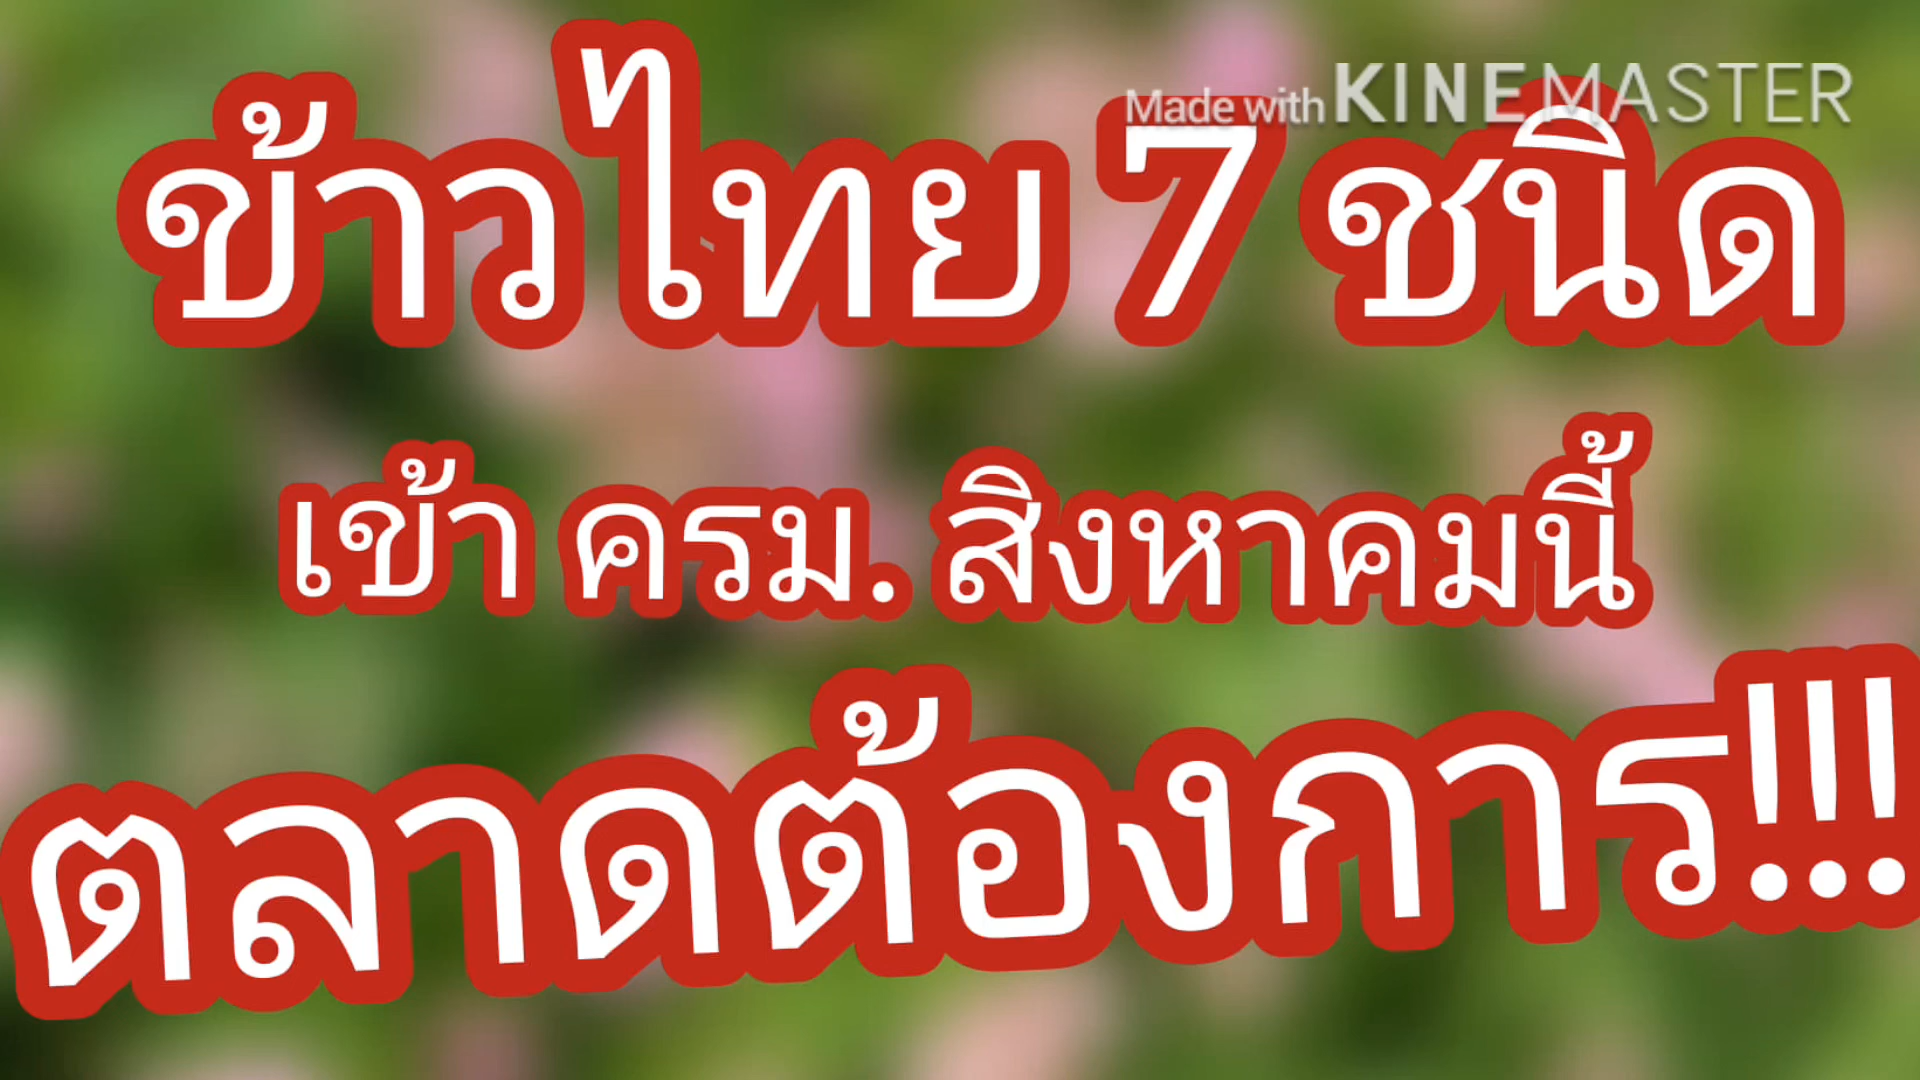 Made with KINEMASTER
ข้าวไทย 7 ชนิด
เข้า ครม. สิงหาคมนี้
ตลาดต้องการ!!!